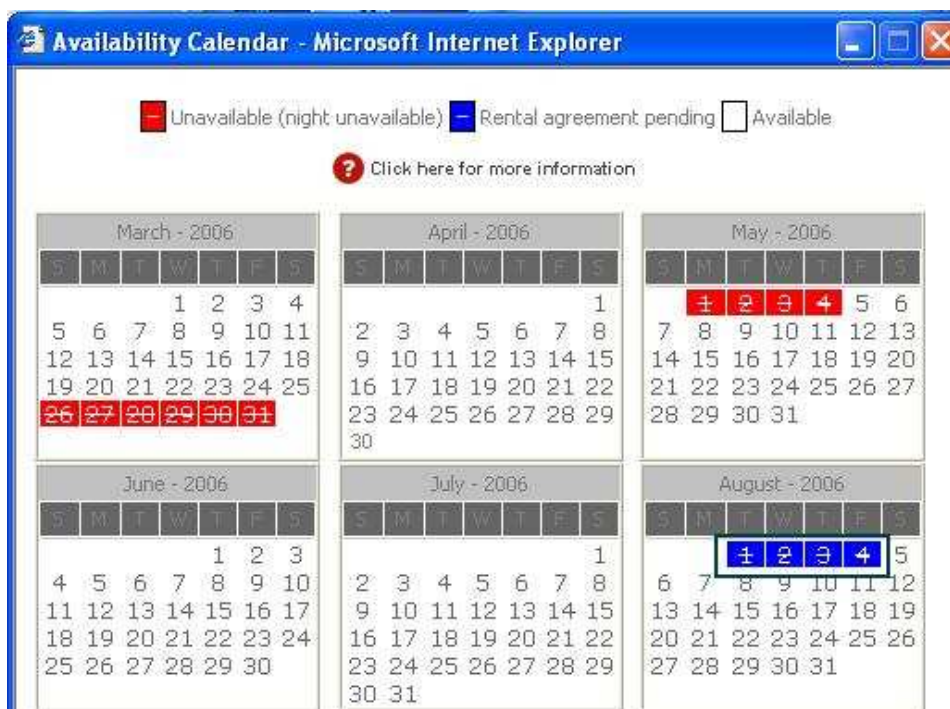 Availability Calendar - Microsoft Internet Explorer
Unavailable (night unavailable) Rental agreement pending Available
? Click here for more information
March - 2006
S M T W T F S
1 2 3 4
5 6 7 8 9 10 11
12 13 14 15 16 17 18
19 20 21 22 23 24 25
26 27 28 29 30 31
April - 2006
S M T W T F S
1
2 3 4 5 6 7 8
9 10 11 12 13 14 15
16 17 18 19 20 21 22
23 24 25 26 27 28 29
30
May - 2006
S M T W T F S
1 2 3 4 5 6
7 8 9 10 11 12 13
14 15 16 17 18 19 20
21 22 23 24 25 26 27
28 29 30 31
June - 2006
S M T W T F S
1 2 3
4 5 6 7 8 9 10
11 12 13 14 15 16 17
18 19 20 21 22 23 24
25 26 27 28 29 30
July - 2006
S M T W T F S
1
2 3 4 5 6 7 8
9 10 11 12 13 14 15
16 17 18 19 20 21 22
23 24 25 26 27 28 29
30 31
August - 2006
S M T W T F S
1 2 3 4 5
6 7 8 9 10 11 12
13 14 15 16 17 18 19
20 21 22 23 24 25 26
27 28 29 30 31